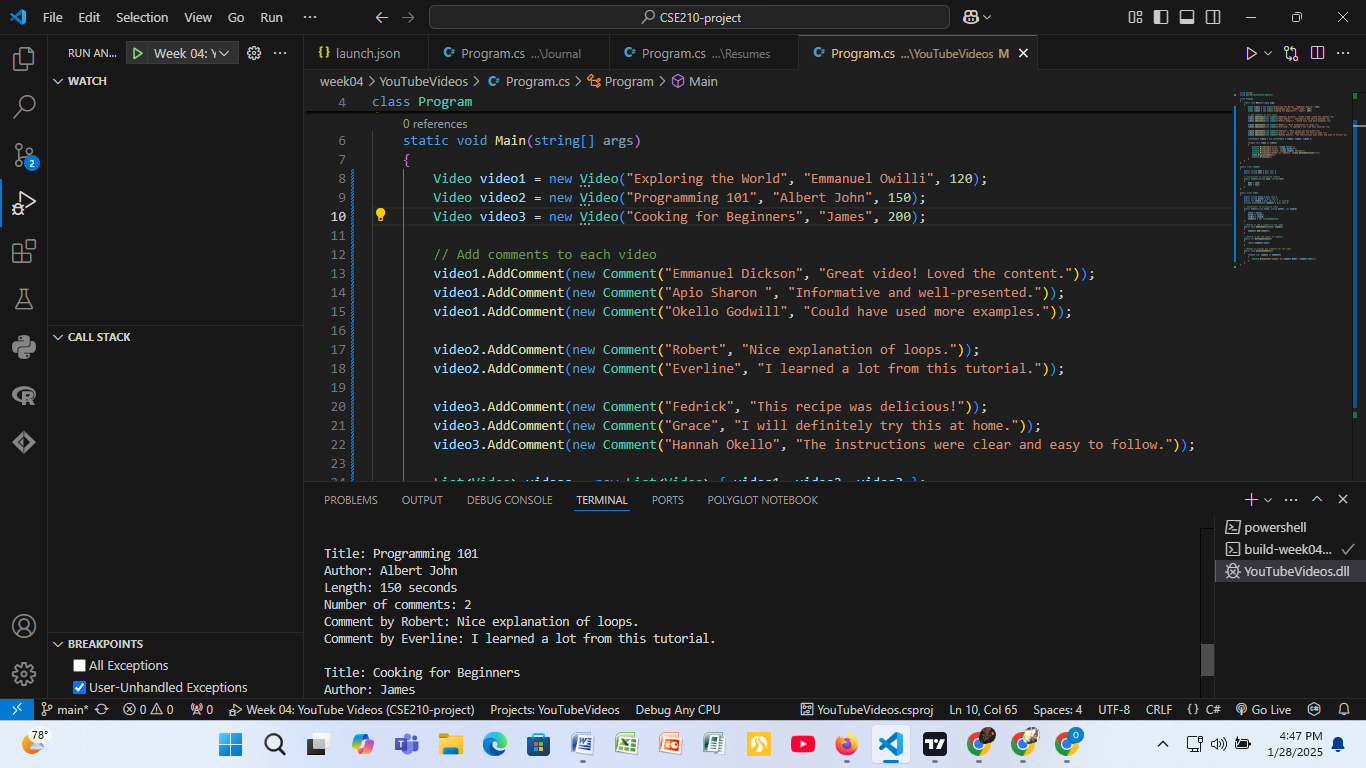 File Edit Selection View Go Run ··· CSE210-project
RUN AN... Week 04: Y
launch.json Program.cs ...\Journal Program.cs ...\Resumes Program.cs ...\YouTubeVideos M
WATCH
week04 > YouTubeVideos > Program.cs > Program > Main
4 class Program
0 references
6 static void Main(string[] args)
7 {
8 Video video1 = new Video("Exploring the World", "Emmanuel Owilli", 120);
9 Video video2 = new Video("Programming 101", "Albert John", 150);
10 Video video3 = new Video("Cooking for Beginners", "James", 200);
11
12 // Add comments to each video
13 video1.AddComment(new Comment("Emmanuel Dickson", "Great video! Loved the content."));
14 video1.AddComment(new Comment("Apio Sharon ", "Informative and well-presented."));
15 video1.AddComment(new Comment("Okello Godwill", "Could have used more examples."));
16
17 video2.AddComment(new Comment("Robert", "Nice explanation of loops."));
18 video2.AddComment(new Comment("Everline", "I learned a lot from this tutorial."));
19
20 video3.AddComment(new Comment("Fedrick", "This recipe was delicious!"));
21 video3.AddComment(new Comment("Grace", "I will definitely try this at home."));
22 video3.AddComment(new Comment("Hannah Okello", "The instructions were clear and easy to follow."));
23
24 List<Video> videos = new List<Video> { video1, video2, video3 };
CALL STACK
BREAKPOINTS
All Exceptions
User-Unhandled Exceptions
2
PROBLEMS OUTPUT DEBUG CONSOLE TERMINAL PORTS POLYGLOT NOTEBOOK
Title: Programming 101
Author: Albert John
Length: 150 seconds
Number of comments: 2
Comment by Robert: Nice explanation of loops.
Comment by Everline: I learned a lot from this tutorial.
Title: Cooking for Beginners
Author: James
powershell
build-week04...
YouTubeVideos.dll
main* 0 0 0 Week 04: YouTube Videos (CSE210-project) Projects: YouTubeVideos Debug Any CPU YouTubeVideos.csproj Ln 10, Col 65 Spaces: 4 UTF-8 CRLF {} C# Go Live
78°
4:47 PM
1/28/2025